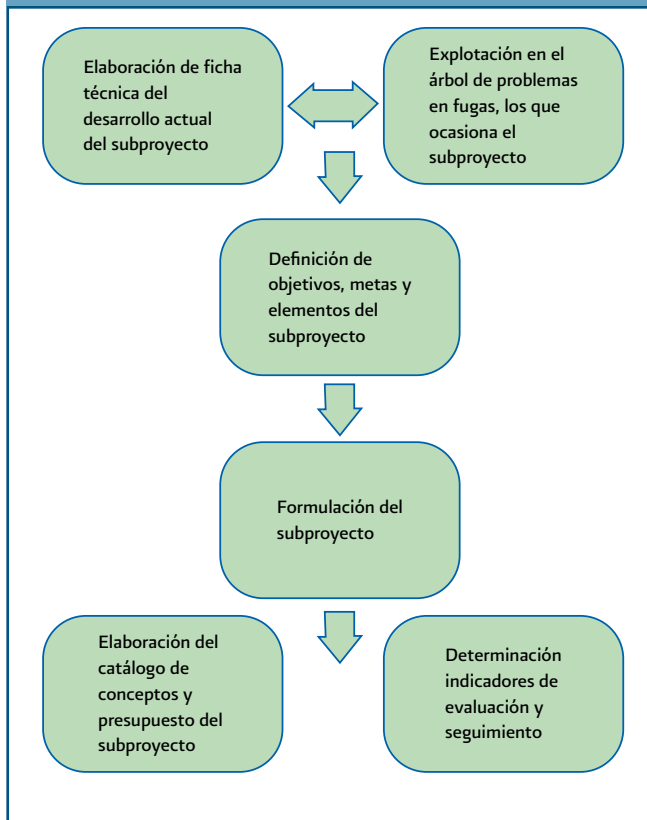 Elaboración de ficha
técnica del
desarrollo actual
del subproyecto
Explotación en el
árbol de problemas
en fugas, los que
ocasiona el
subproyecto
Definición de
objetivos, metas y
elementos del
subproyecto
Formulación del
subproyecto
Elaboración del
catálogo de
conceptos y
presupuesto del
subproyecto
Determinación
indicadores de
evaluación y
seguimiento